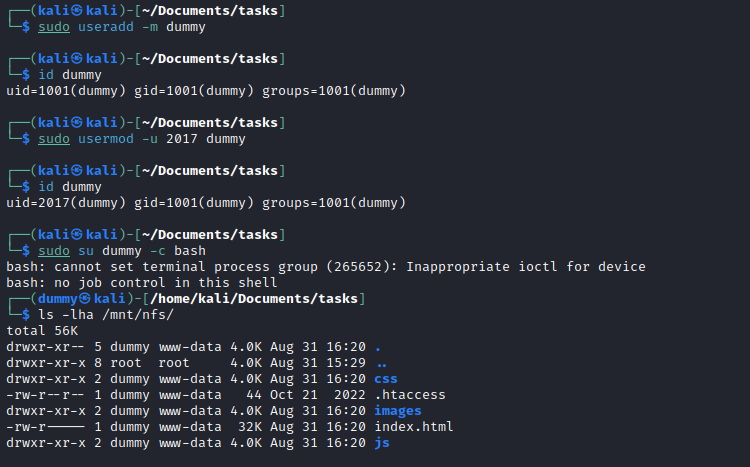 ┌──(kali㉿kali)-[~/Documents/tasks]
└─$ sudo useradd -m dummy
┌──(kali㉿kali)-[~/Documents/tasks]
└─$ id dummy
uid=1001(dummy) gid=1001(dummy) groups=1001(dummy)
┌──(kali㉿kali)-[~/Documents/tasks]
└─$ sudo usermod -u 2017 dummy
┌──(kali㉿kali)-[~/Documents/tasks]
└─$ id dummy
uid=2017(dummy) gid=1001(dummy) groups=1001(dummy)
┌──(kali㉿kali)-[~/Documents/tasks]
└─$ sudo su dummy -c bash
bash: cannot set terminal process group (265652): Inappropriate ioctl for device
bash: no job control in this shell
┌──(dummy㉿kali)-[/home/kali/Documents/tasks]
└─$ ls -lha /mnt/nfs/
total 56K
drwxr-xr-- 5 dummy www-data 4.0K Aug 31 16:20 .
drwxr-xr-x 8 root  root     4.0K Aug 31 15:29 ..
drwxr-xr-x 2 dummy www-data 4.0K Aug 31 16:20 css
-rw-r--r-- 1 dummy www-data   44 Oct 21  2022 .htaccess
drwxr-xr-x 2 dummy www-data 4.0K Aug 31 16:20 images
-rw-r----- 1 dummy www-data  32K Aug 31 16:20 index.html
drwxr-xr-x 2 dummy www-data 4.0K Aug 31 16:20 js